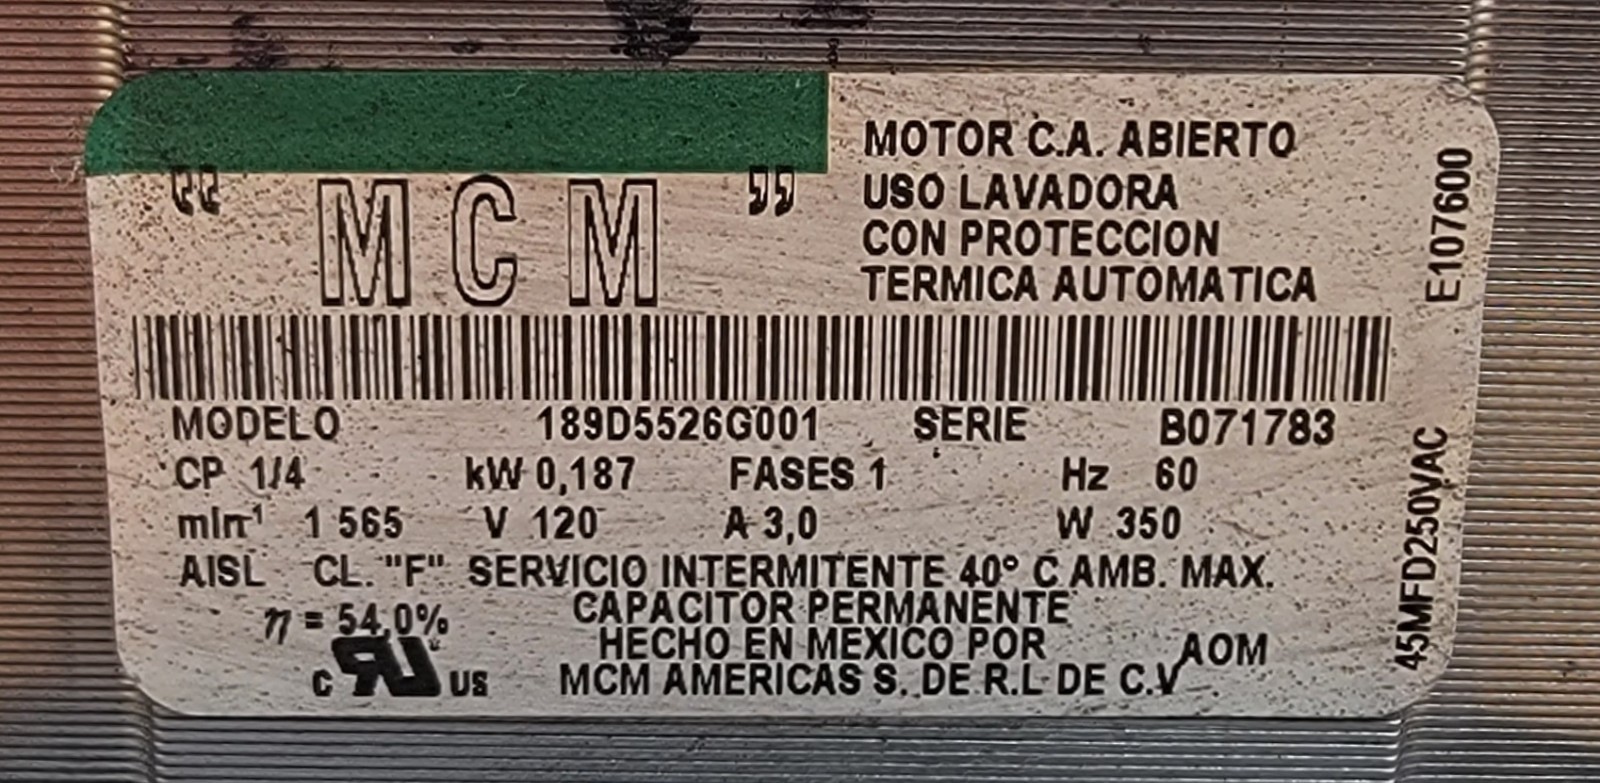 " M C M "
MOTOR C.A. ABIERTO
USO LAVADORA
CON PROTECCION
TERMICA AUTOMATICA
E107600
MODELO 189D5526G001 SERIE B071783
CP 1/4 kW 0,187 FASES 1 Hz 60
min⁻¹ 1 565 V 120 A 3,0 W 350
AISL CL. "F" SERVICIO INTERMITENTE 40° C AMB. MAX.
η = 54,0% CAPACITOR PERMANENTE
HECHO EN MEXICO POR AOM
C RU US MCM AMERICAS S. DE R.L DE C.V
45MFD250VAC